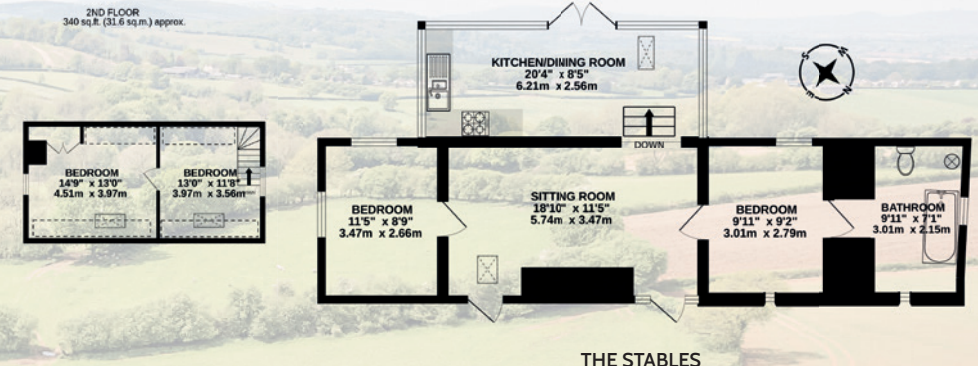 2ND FLOOR
340 sq.ft. (31.6 sq.m.) approx.
KITCHEN/DINING ROOM
20'4" x 8'5"
6.21m x 2.56m
DOWN
BEDROOM
14'9" x 13'0"
4.51m x 3.97m
BEDROOM
13'0" x 11'8"
3.97m x 3.56m
BEDROOM
11'5" x 8'9"
3.47m x 2.66m
SITTING ROOM
18'10" x 11'5"
5.74m x 3.47m
BEDROOM
9'11" x 9'2"
3.01m x 2.79m
BATHROOM
9'11" x 7'1"
3.01m x 2.15m
THE STABLES